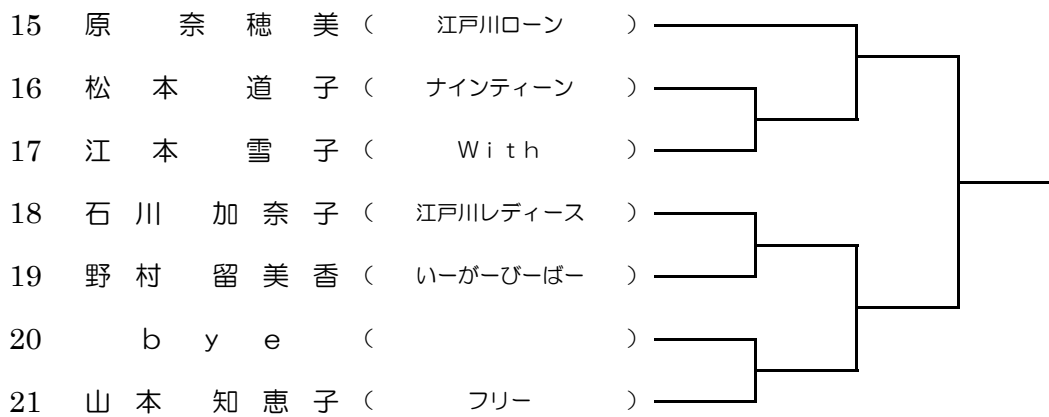 15 原 奈穂美 ( 江戸川ローン )
16 松本 道子 ( ナインティーン )
17 江本 雪子 ( With )
18 石川 加奈子 ( 江戸川レディース )
19 野村 留美香 ( いーがーびーばー )
20 bye ( )
21 山本 知恵子 ( フリー )